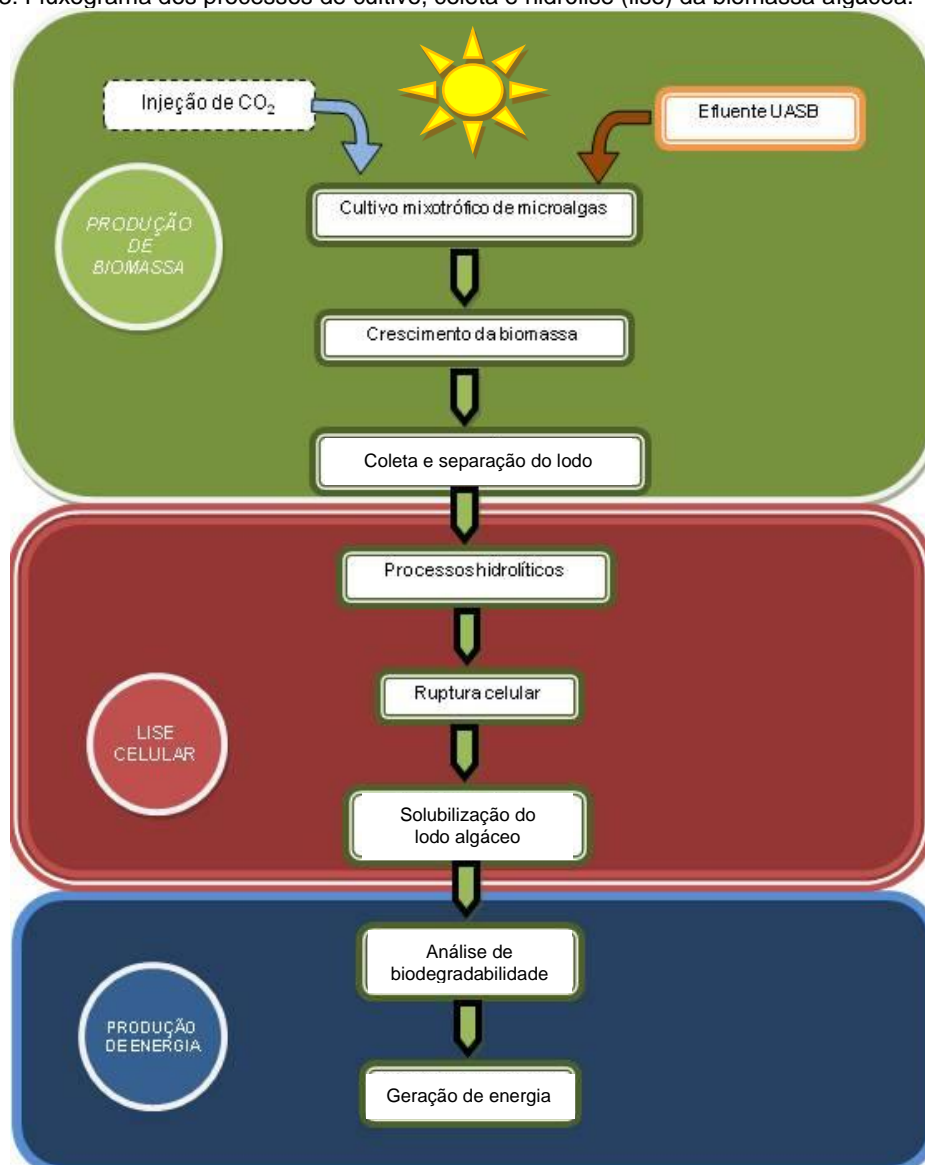 Fluxograma dos processos de cultivo, coleta e hidrólise (lise) da biomassa algácea.
Injeção de CO₂
Efluente UASB
Cultivo mixotrófico de microalgas
PRODUÇÃO
DE
BIOMASSA
Crescimento da biomassa
Coleta e separação do lodo
Processos hidrolíticos
Ruptura celular
LISE
CELULAR
Solubilização do
lodo algáceo
Análise de
biodegradabilidade
PRODUÇÃO
DE ENERGIA
Geração de energia